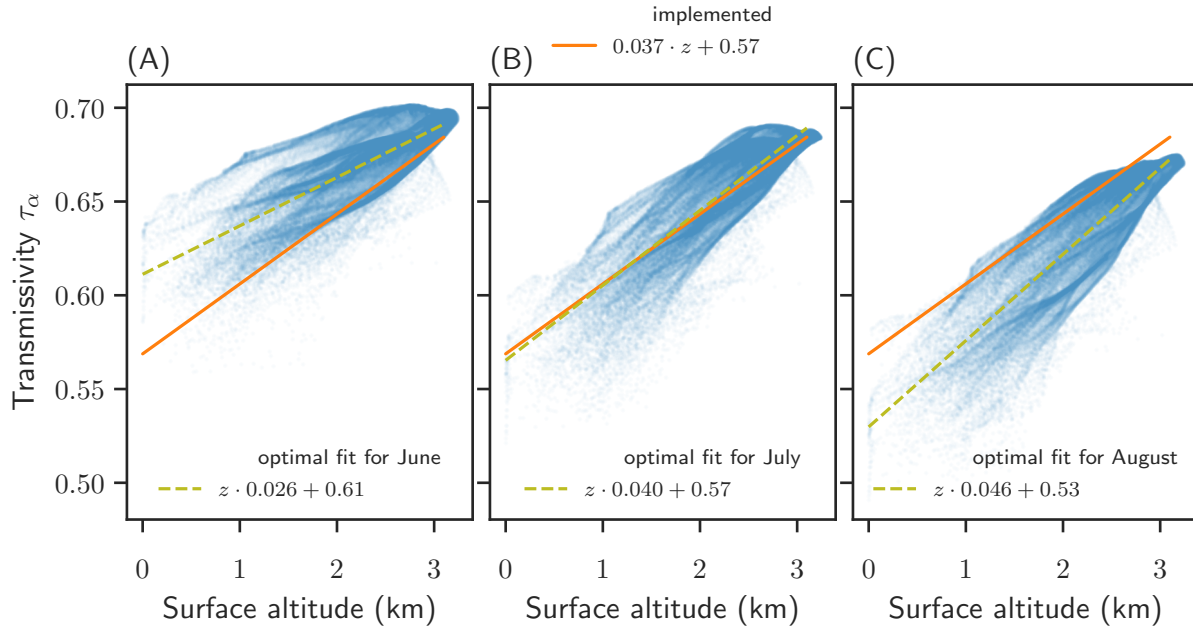 implemented
0.037 · z + 0.57
(A)
(B)
(C)
Transmissivity τα
0.70
0.65
0.60
0.55
0.50
optimal fit for June
z · 0.026 + 0.61
optimal fit for July
z · 0.040 + 0.57
optimal fit for August
z · 0.046 + 0.53
0 1 2 3
0 1 2 3
0 1 2 3
Surface altitude (km)
Surface altitude (km)
Surface altitude (km)